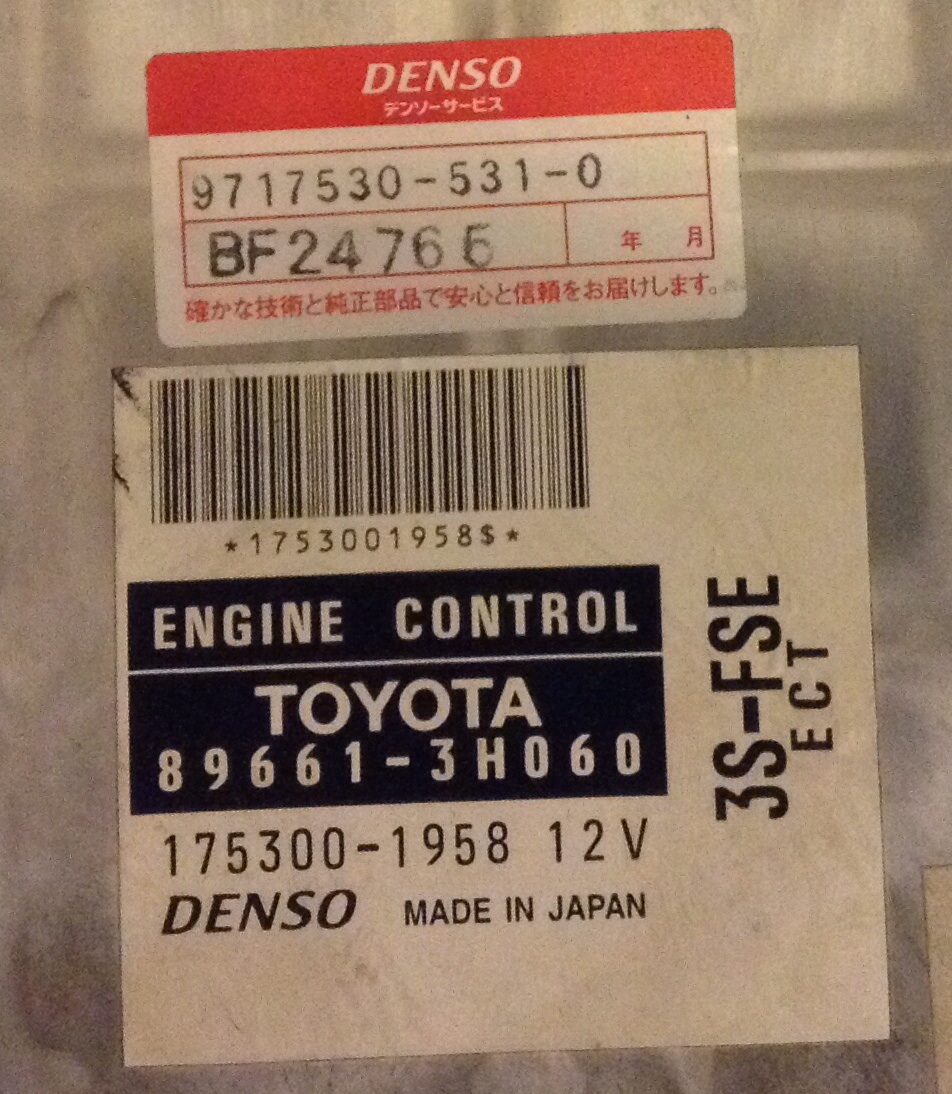 DENSO
デンソーサービス
9717530-531-0
BF24766
年 月
確かな技術と純正部品で安心と信頼をお届けします。
*1753001958$*
ENGINE CONTROL
TOYOTA
89661-3H060
175300-1958 12V
DENSO MADE IN JAPAN
3S-FSE
ECT